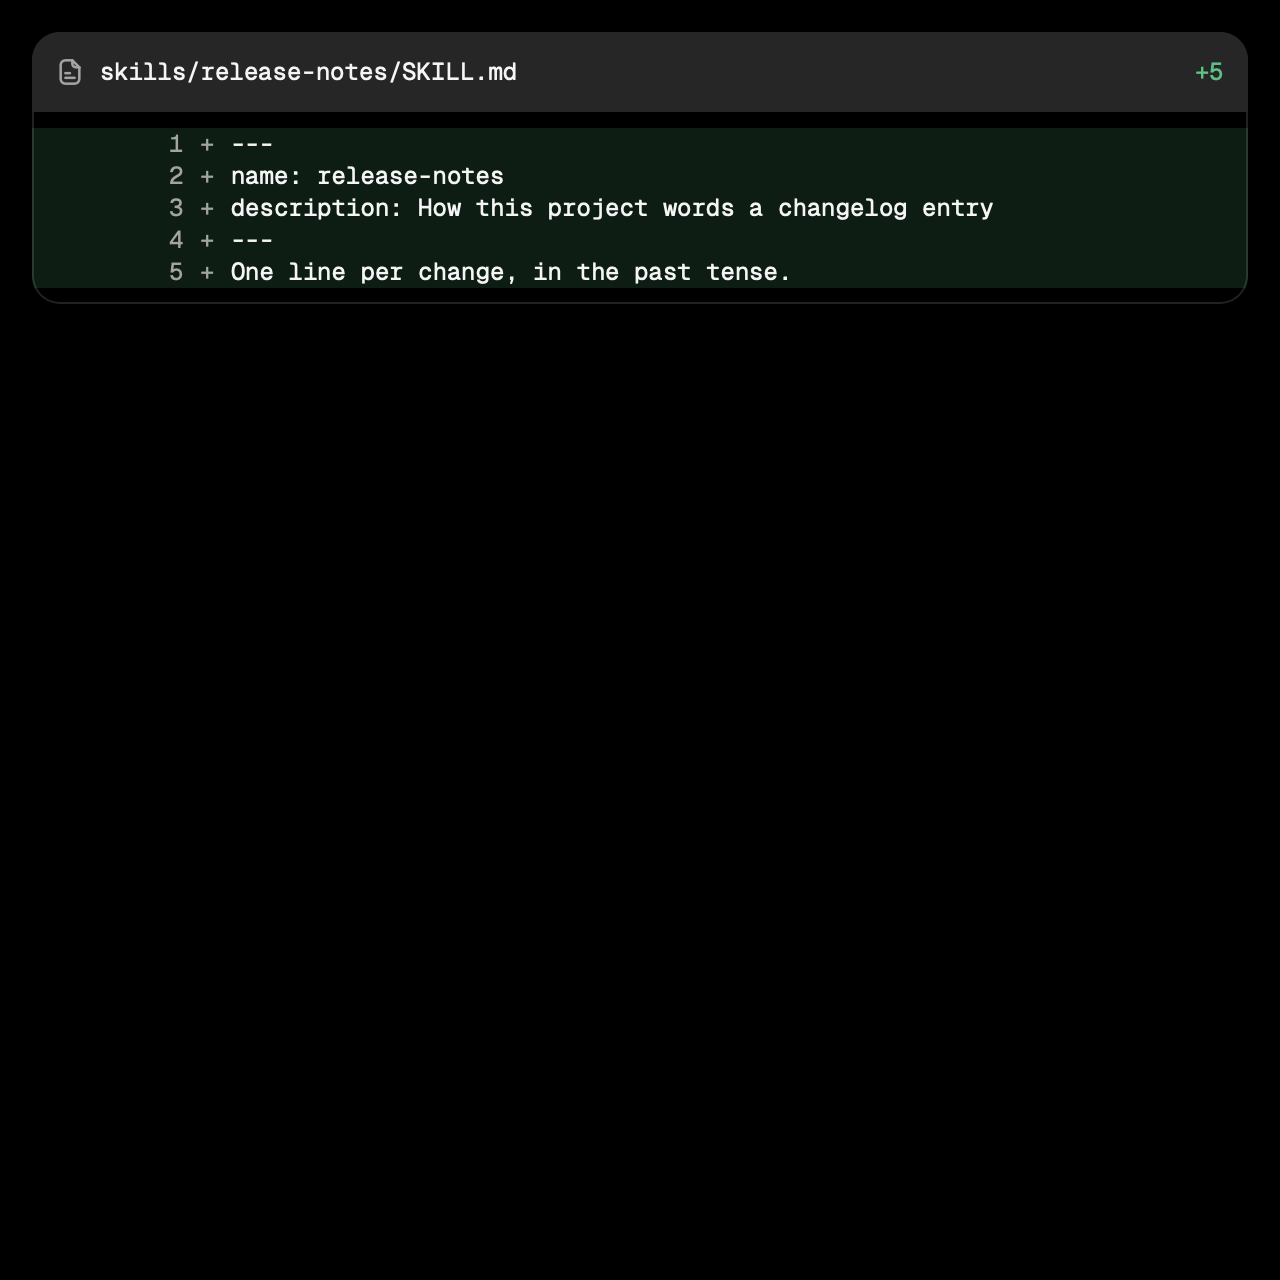 skills/release-notes/SKILL.md +5
1 + ---
2 + name: release-notes
3 + description: How this project words a changelog entry
4 + ---
5 + One line per change, in the past tense.